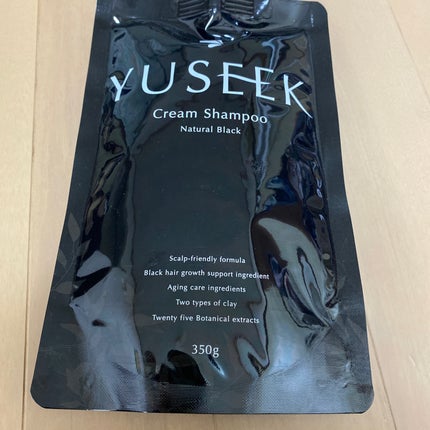 YUSEEK
Cream Shampoo
Natural Black
Scalp-friendly formula
Black hair growth support ingredient
Aging care ingredients
Two types of clay
Twenty five Botanical extracts
350g